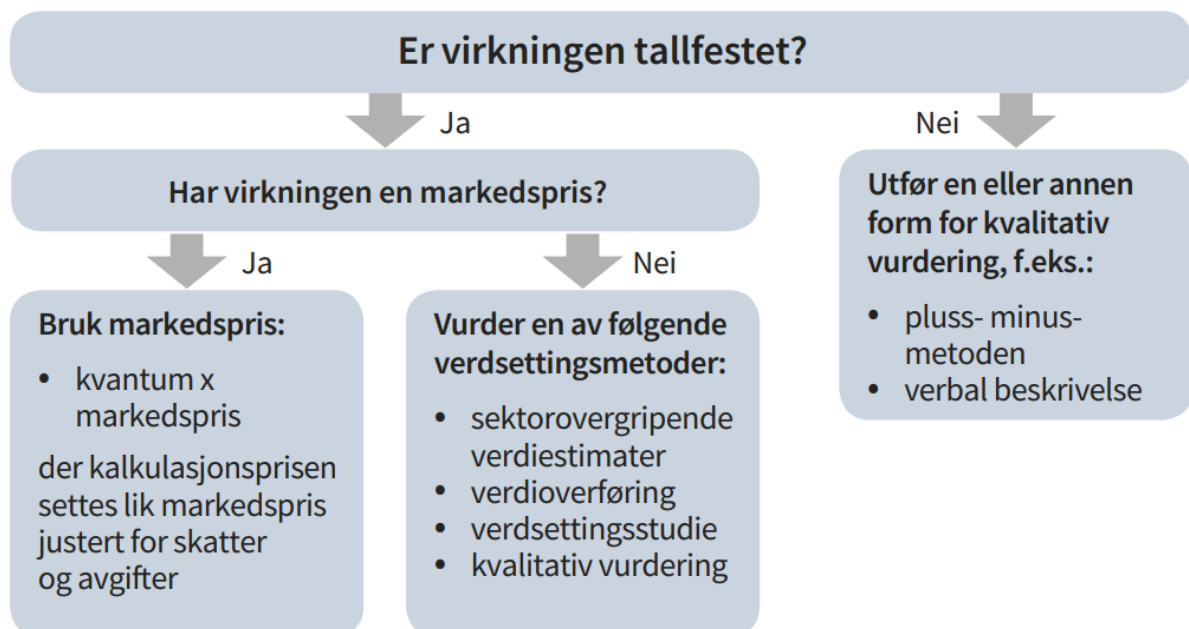 Er virkningen tallfestet?
Ja
Nei
Har virkningen en markedspris?
Ja
Nei
Bruk markedspris:
• kvantum x
markedspris
der kalkulasjonsprisen
settes lik markedspris
justert for skatter
og avgifter
Vurder en av følgende
verdsettingsmetoder:
• sektorovergripende
verdiestimater
• verdioverføring
• verdsettingsstudie
• kvalitativ vurdering
Utfør en eller annen
form for kvalitativ
vurdering, f.eks.:
• pluss- minus-
metoden
• verbal beskrivelse